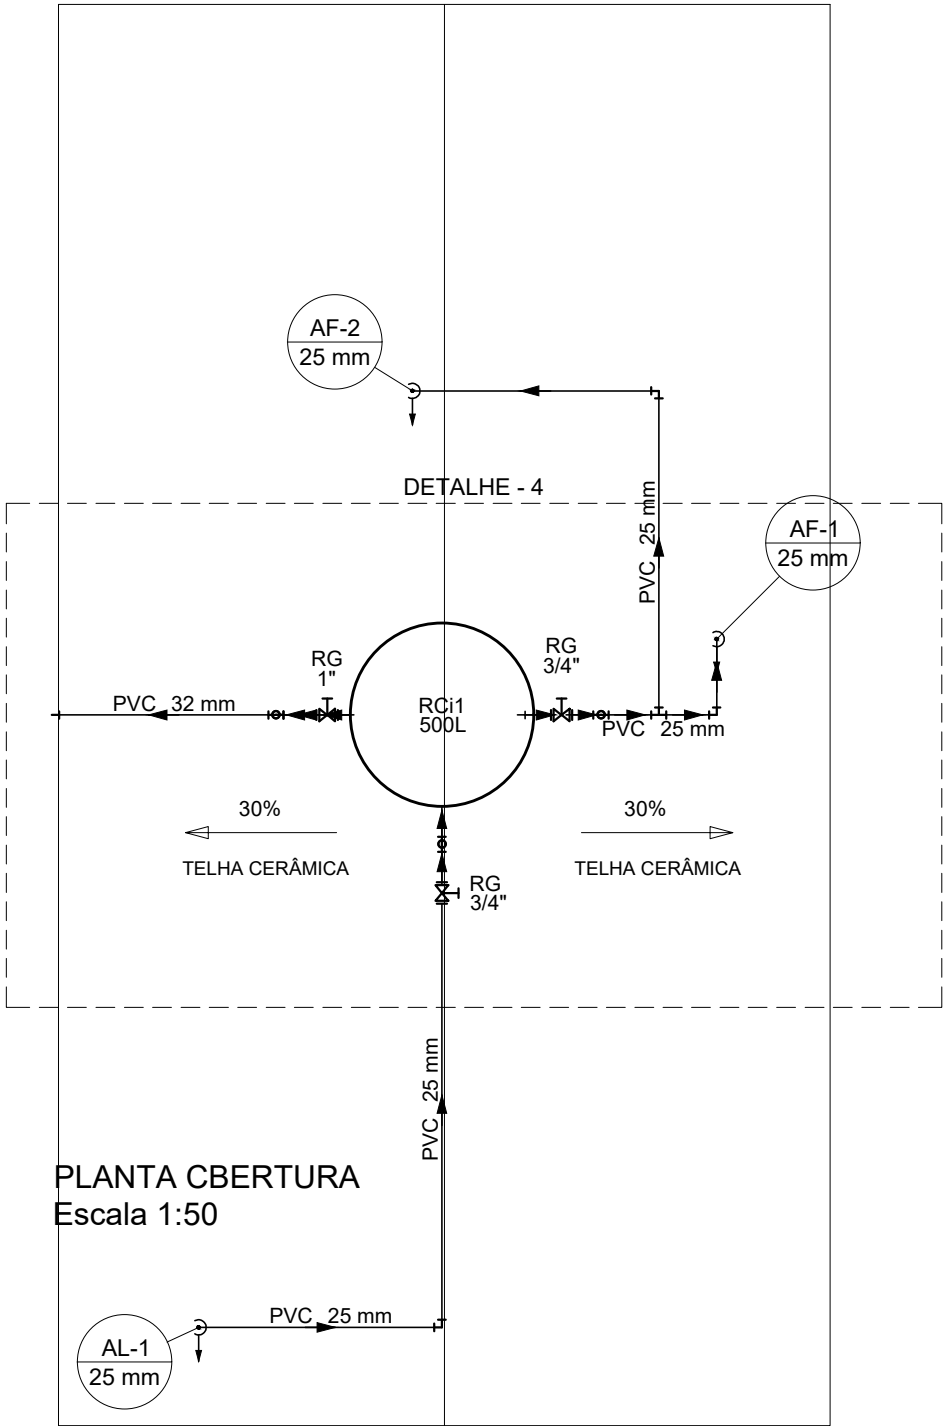 AF-2
25 mm
DETALHE - 4
PVC 25 mm
AF-1
25 mm
RG
1"
RG
3/4"
PVC 32 mm
RCi1
500L
PVC 25 mm
30%
30%
TELHA CERÂMICA
TELHA CERÂMICA
RG
3/4"
PVC 25 mm
PLANTA CBERTURA
Escala 1:50
PVC 25 mm
AL-1
25 mm